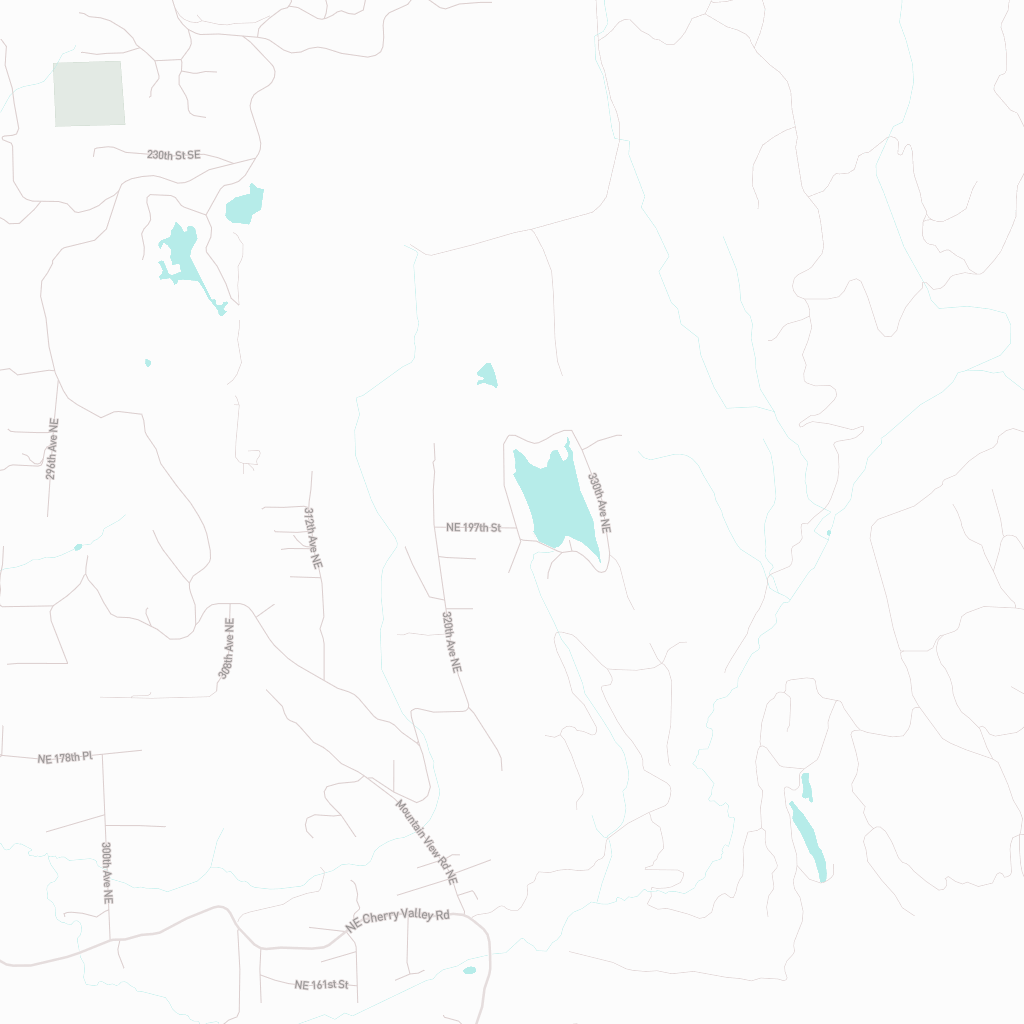 230th St SE
296th Ave NE
330th Ave NE
312th Ave NE
NE 197th St
308th Ave NE
320th Ave NE
NE 178th Pl
Mountain View Rd NE
300th Ave NE
NE Cherry Valley Rd
NE 161st St